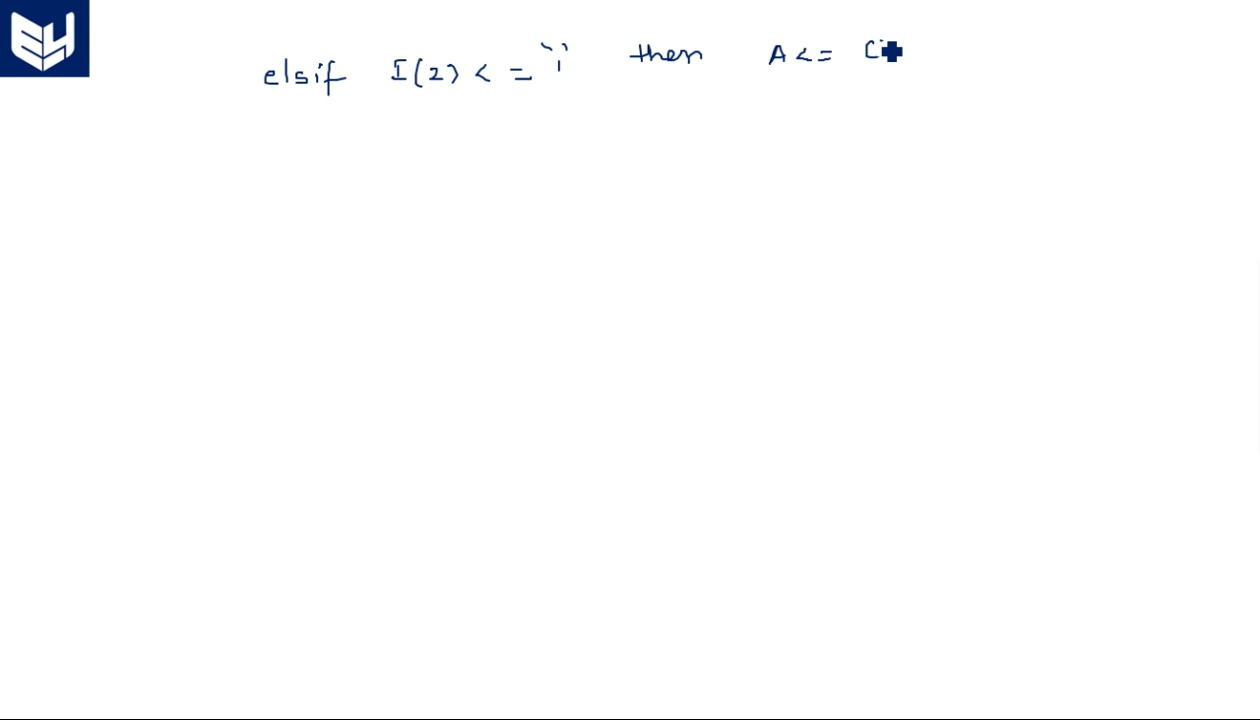 elsif I(2) <= '1' then A <=